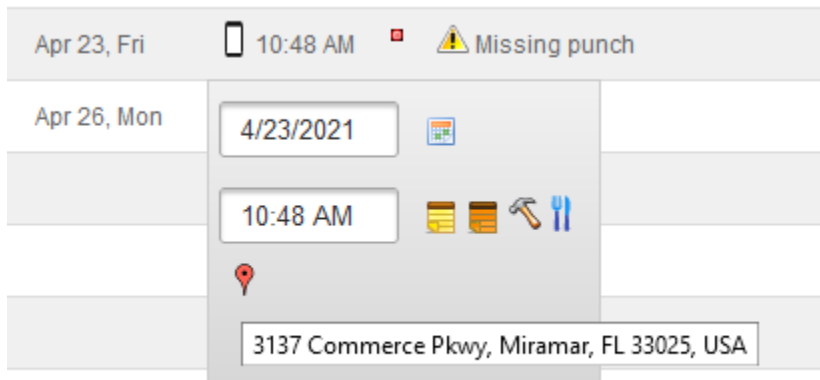 Apr 23, Fri 10:48 AM Missing punch
Apr 26, Mon
4/23/2021
10:48 AM
3137 Commerce Pkwy, Miramar, FL 33025, USA